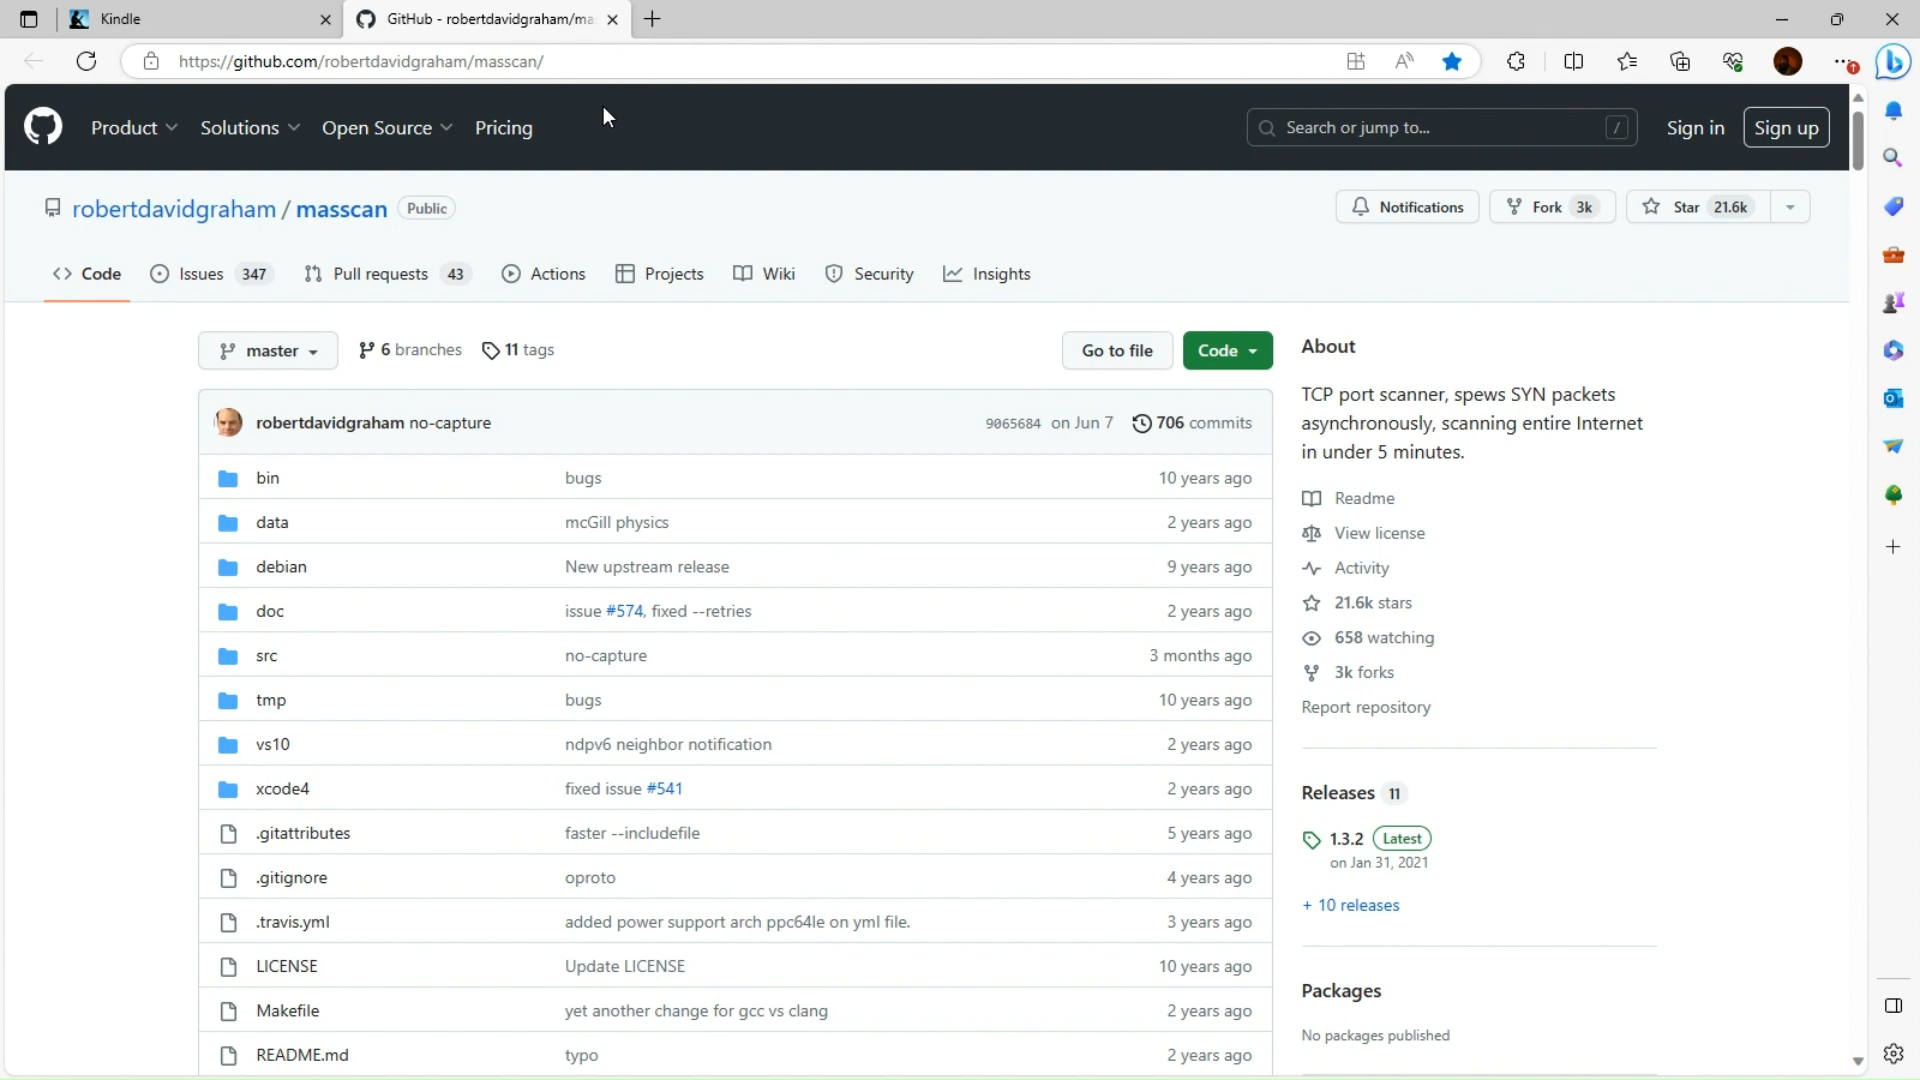 Kindle
GitHub - robertdavidgraham/ma
https://github.com/robertdavidgraham/masscan/
Product Solutions Open Source Pricing
Search or jump to... /
Sign in Sign up
robertdavidgraham / masscan Public
Notifications Fork 3k Star 21.6k
Code Issues 347 Pull requests 43 Actions Projects Wiki Security Insights
master 6 branches 11 tags
Go to file Code
robertdavidgraham no-capture 9065684 on Jun 7 706 commits
bin bugs 10 years ago
data mcGill physics 2 years ago
debian New upstream release 9 years ago
doc issue #574, fixed --retries 2 years ago
src no-capture 3 months ago
tmp bugs 10 years ago
vs10 ndpv6 neighbor notification 2 years ago
xcode4 fixed issue #541 2 years ago
.gitattributes faster --includefile 5 years ago
.gitignore oproto 4 years ago
.travis.yml added power support arch ppc64le on yml file. 3 years ago
LICENSE Update LICENSE 10 years ago
Makefile yet another change for gcc vs clang 2 years ago
README.md typo 2 years ago
About
TCP port scanner, spews SYN packets
asynchronously, scanning entire Internet
in under 5 minutes.
Readme
View license
Activity
21.6k stars
658 watching
3k forks
Report repository
Releases 11
1.3.2 Latest
on Jan 31, 2021
+ 10 releases
Packages
No packages published